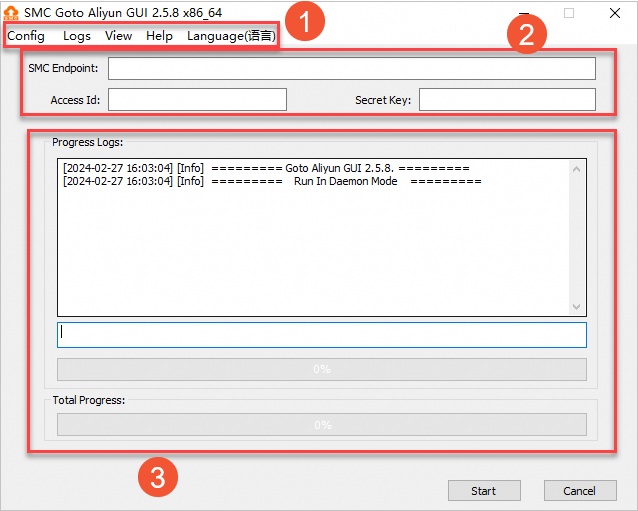 SMC Goto Aliyun GUI 2.5.8 x86_64
1
Config Logs View Help Language(语言)
2
SMC Endpoint:
Access Id: Secret Key:
Progress Logs:
[2024-02-27 16:03:04] [Info] ========= Goto Aliyun GUI 2.5.8. =========
[2024-02-27 16:03:04] [Info] ========= Run In Daemon Mode =========
0%
Total Progress:
0%
3
Start Cancel